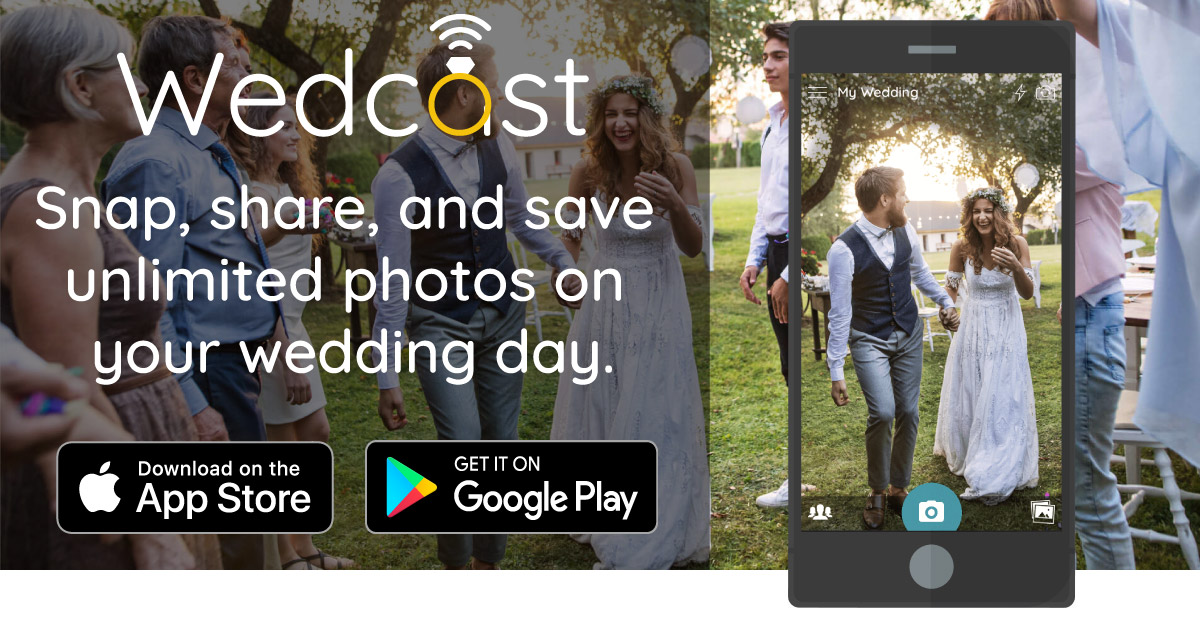 Wedcast
Snap, share, and save
unlimited photos on
your wedding day.
Download on the
App Store
GET IT ON
Google Play
My Wedding